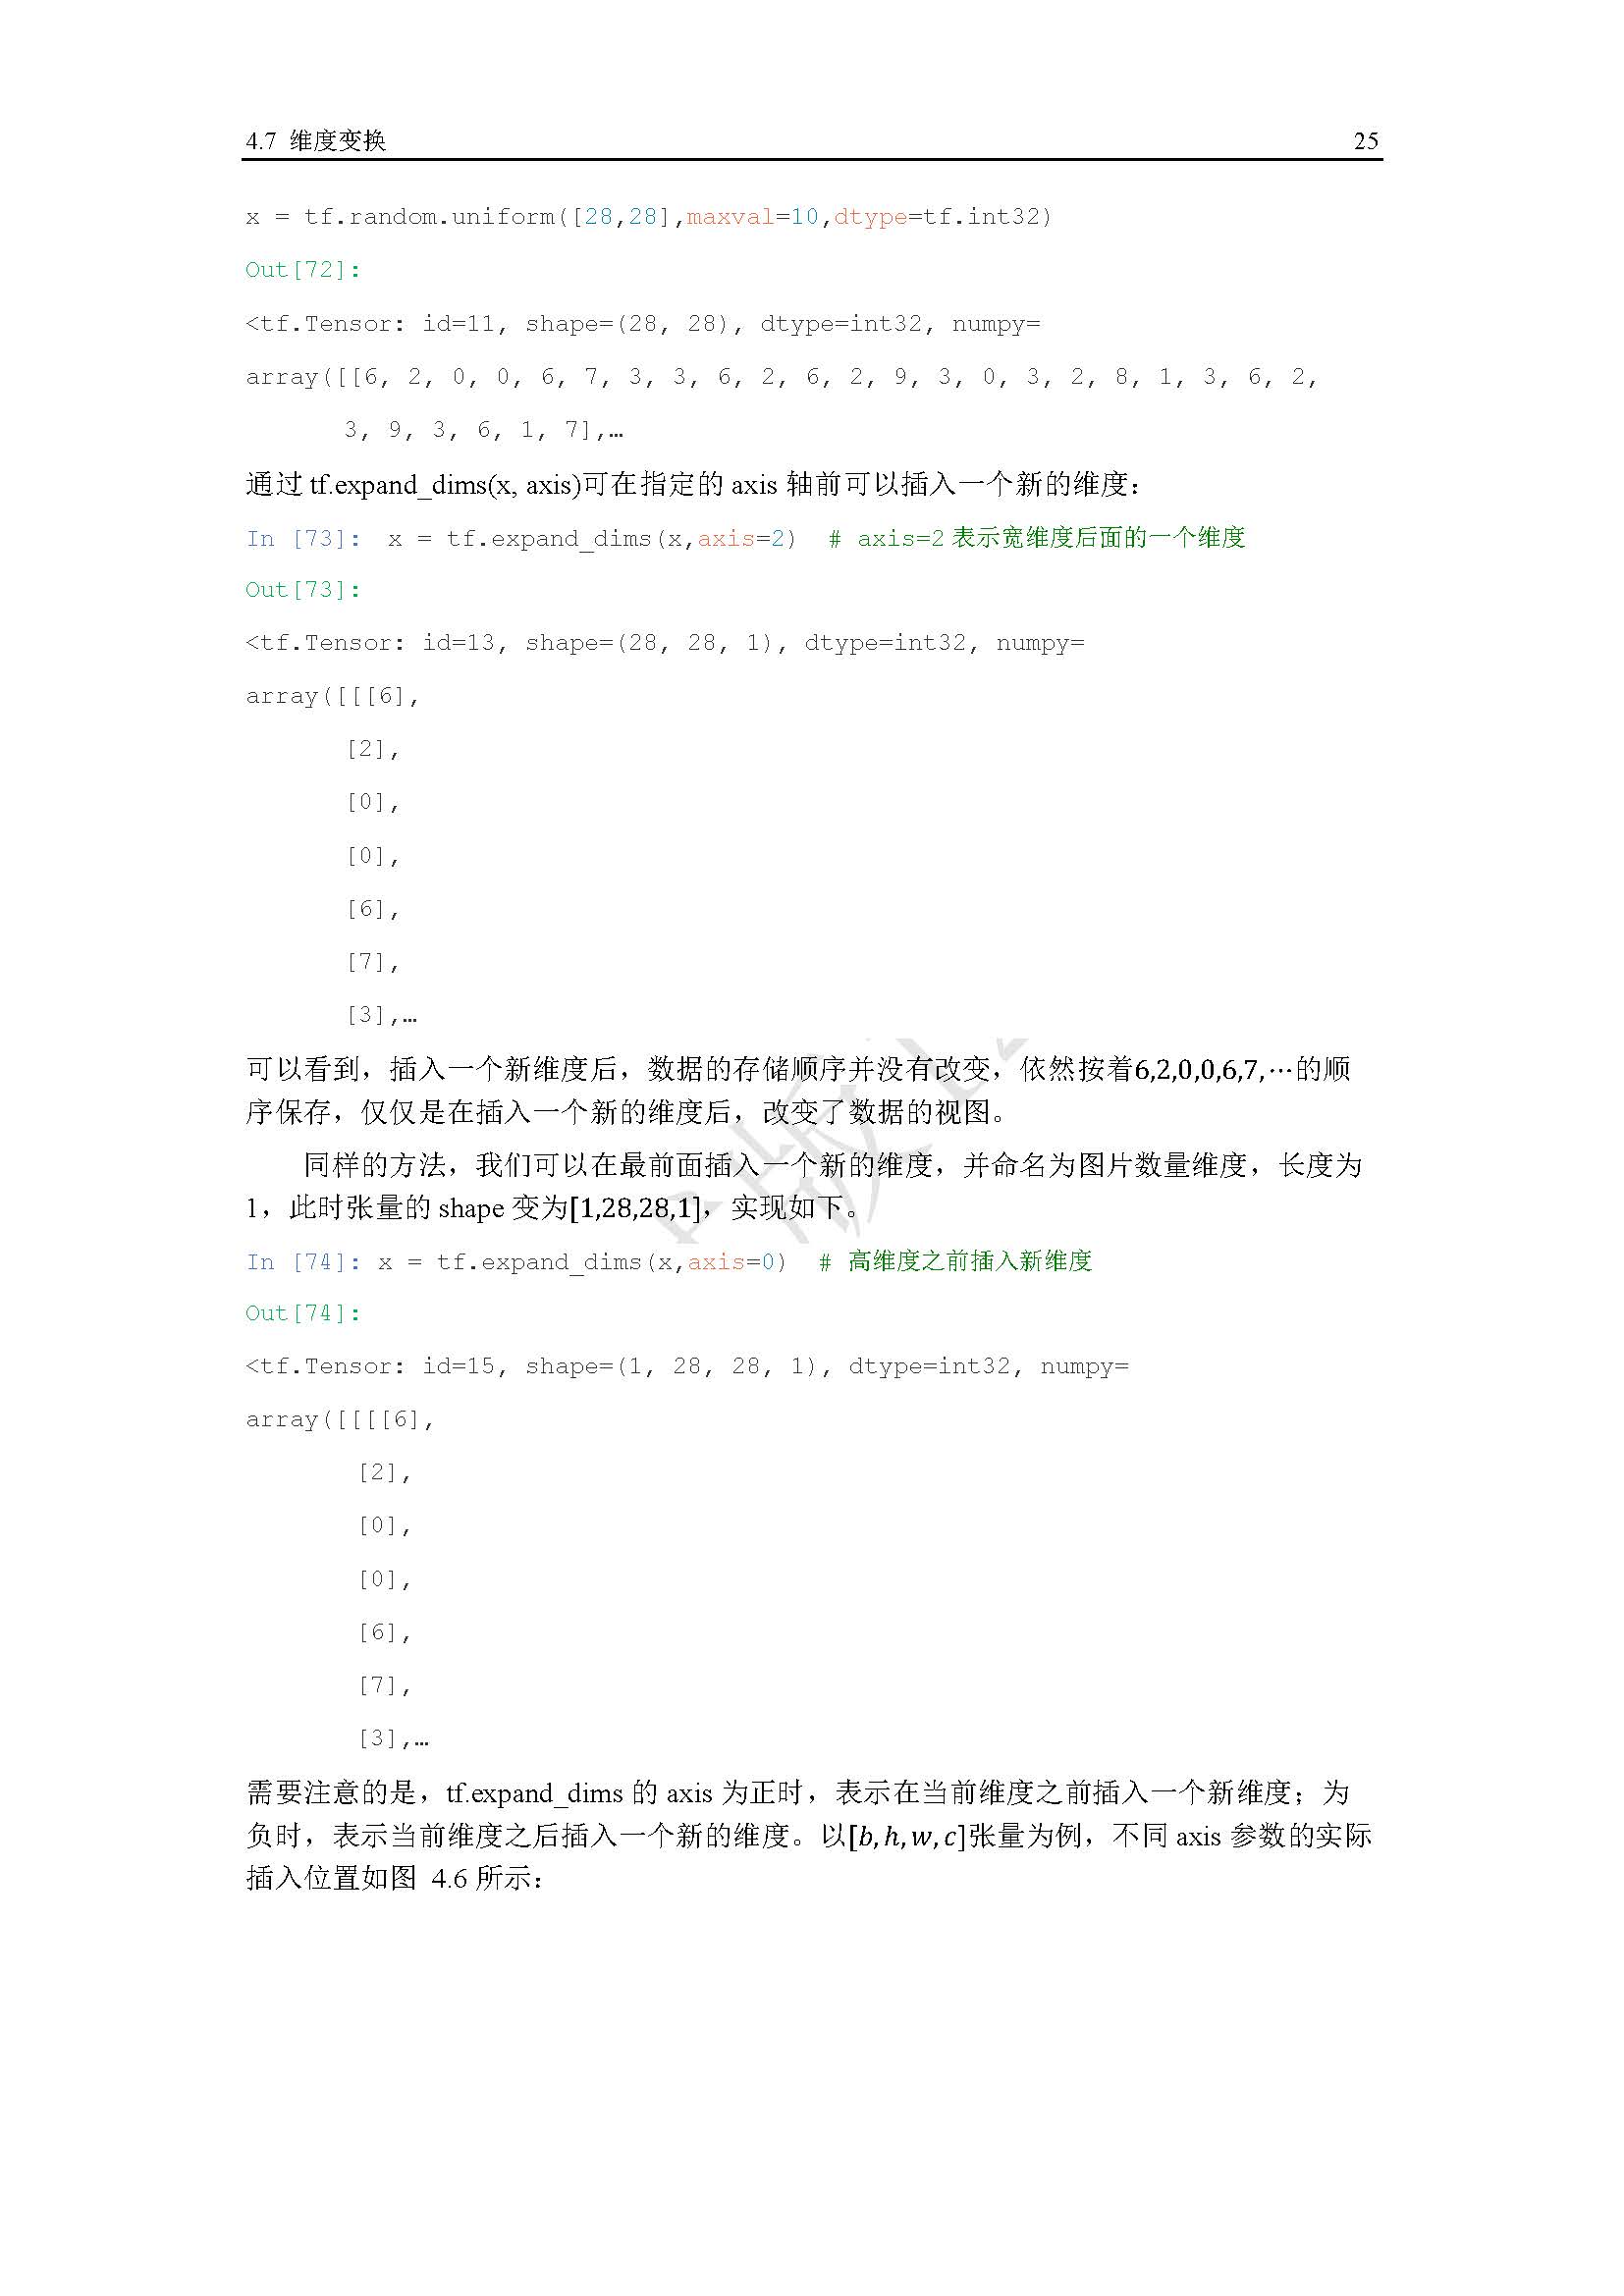 4.7 维度变换 25
x = tf.random.uniform([28,28],maxval=10,dtype=tf.int32)
Out[72]:
<tf.Tensor: id=11, shape=(28, 28), dtype=int32, numpy=
array([[6, 2, 0, 0, 6, 7, 3, 3, 6, 2, 6, 2, 9, 3, 0, 3, 2, 8, 1, 3, 6, 2,
3, 9, 3, 6, 1, 7],…
通过 tf.expand_dims(x, axis)可在指定的 axis 轴前可以插入一个新的维度：
In [73]: x = tf.expand_dims(x,axis=2) # axis=2 表示宽维度后面的一个维度
Out[73]:
<tf.Tensor: id=13, shape=(28, 28, 1), dtype=int32, numpy=
array([[[6],
[2],
[0],
[0],
[6],
[7],
[3],…
可以看到，插入一个新维度后，数据的存储顺序并没有改变，依然按着6,2,0,0,6,7,⋯的顺
序保存，仅仅是在插入一个新的维度后，改变了数据的视图。
同样的方法，我们可以在最前面插入一个新的维度，并命名为图片数量维度，长度为
1，此时张量的 shape 变为[1,28,28,1]，实现如下。
In [74]: x = tf.expand_dims(x,axis=0) # 高维度之前插入新维度
Out[74]:
<tf.Tensor: id=15, shape=(1, 28, 28, 1), dtype=int32, numpy=
array([[[[6],
[2],
[0],
[0],
[6],
[7],
[3],…
需要注意的是，tf.expand_dims 的 axis 为正时，表示在当前维度之前插入一个新维度；为
负时，表示当前维度之后插入一个新的维度。以[b, h, w, c]张量为例，不同 axis 参数的实际
插入位置如图 4.6 所示：